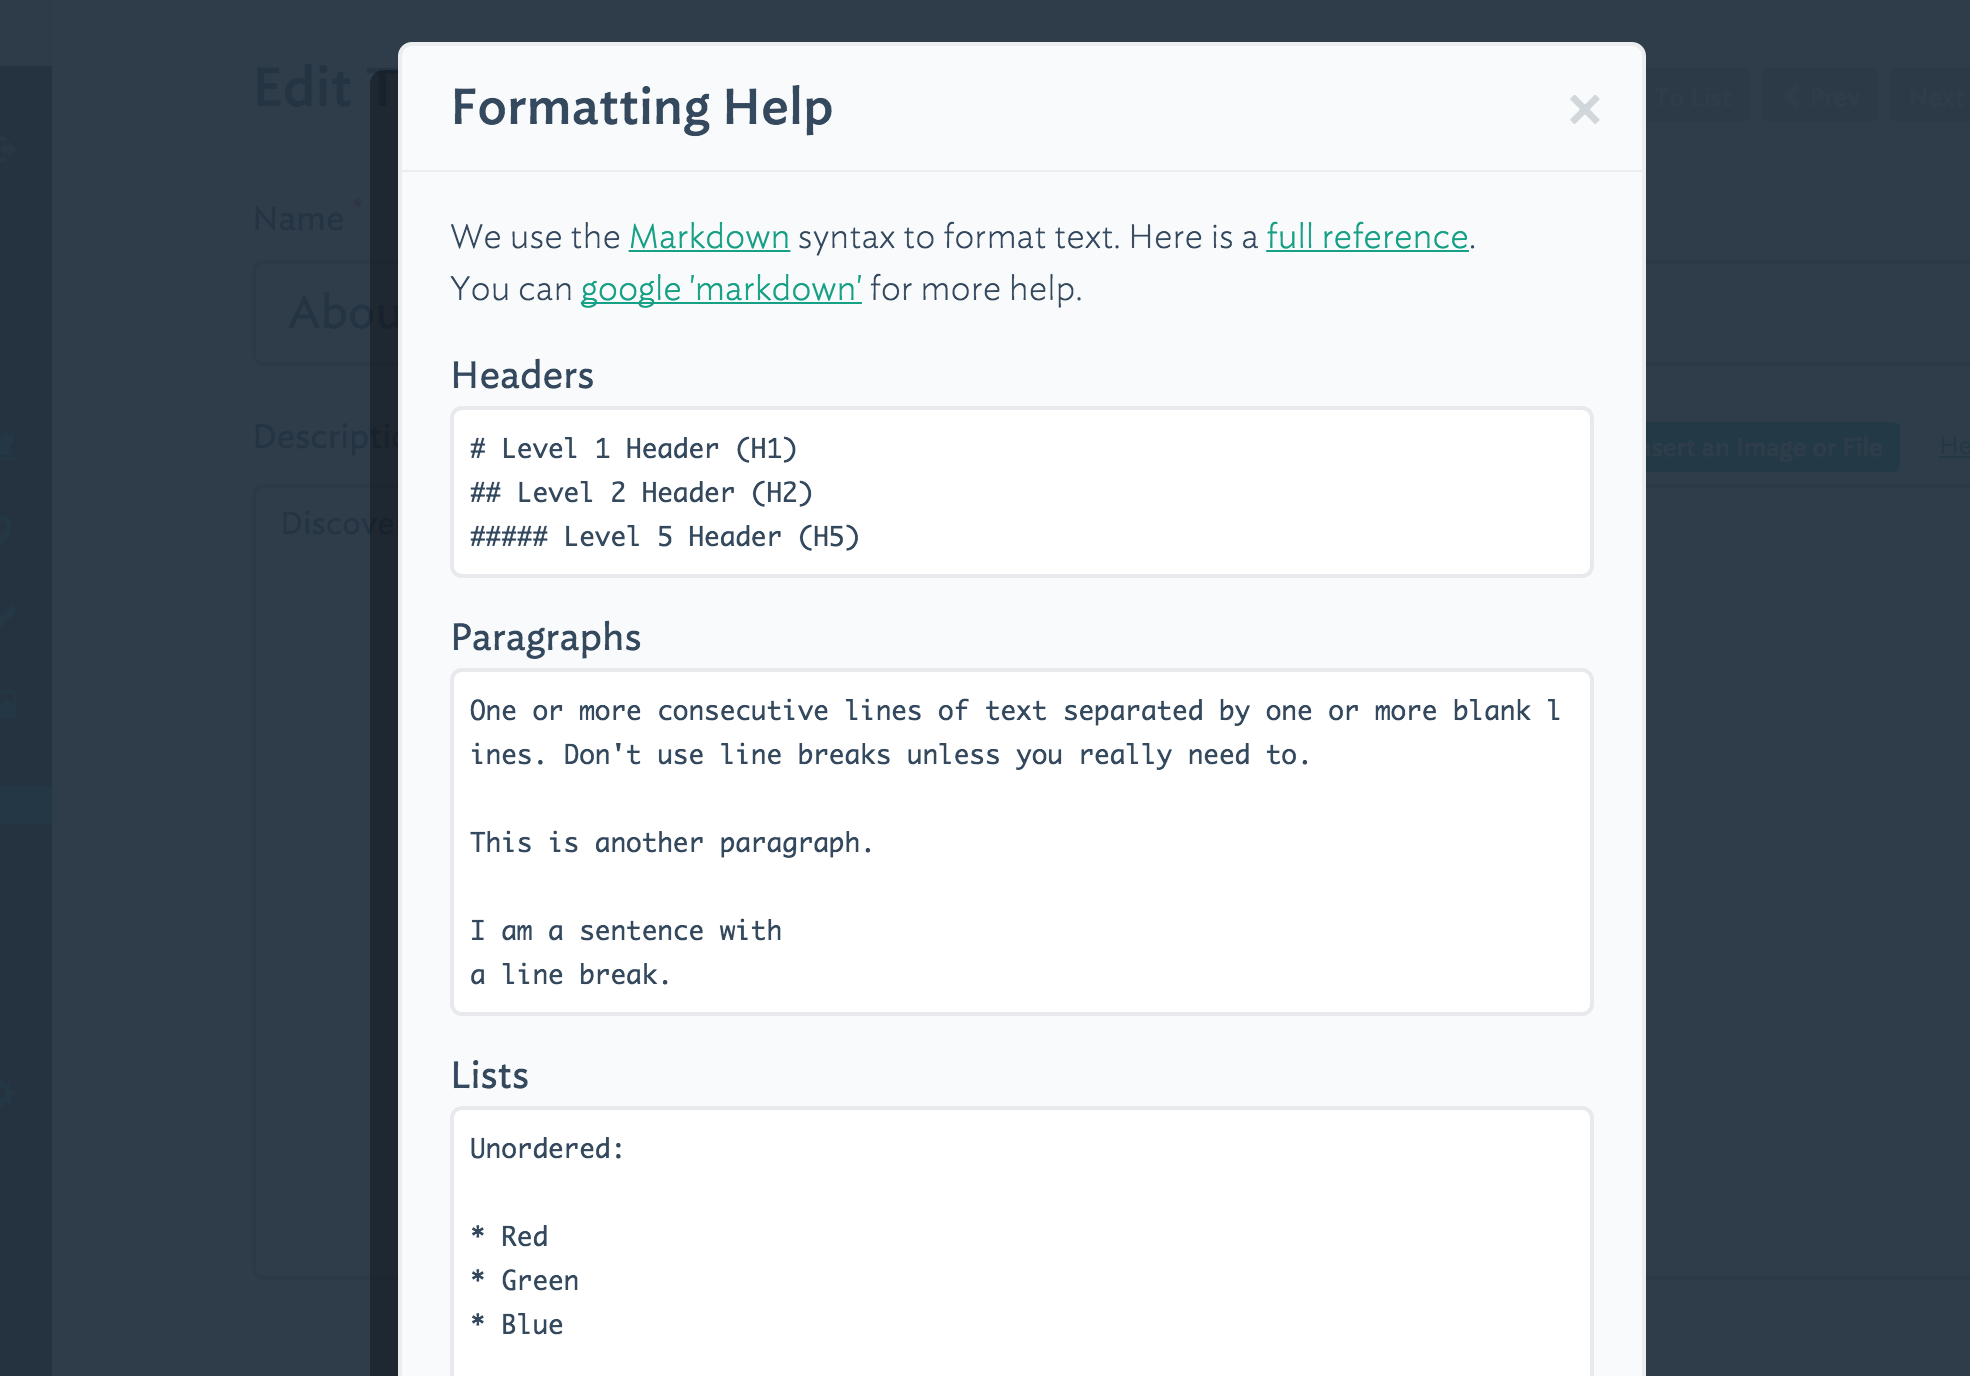 Edit
Formatting Help
To List
Prev
Next
Name *
We use the Markdown syntax to format text. Here is a full reference.
You can google 'markdown' for more help.
Abou
Headers
Descripti
sert an Image or File
He
# Level 1 Header (H1)
## Level 2 Header (H2)
##### Level 5 Header (H5)
Discove
Paragraphs
One or more consecutive lines of text separated by one or more blank l
ines. Don't use line breaks unless you really need to.
This is another paragraph.
I am a sentence with
a line break.
Lists
Unordered:
* Red
* Green
* Blue